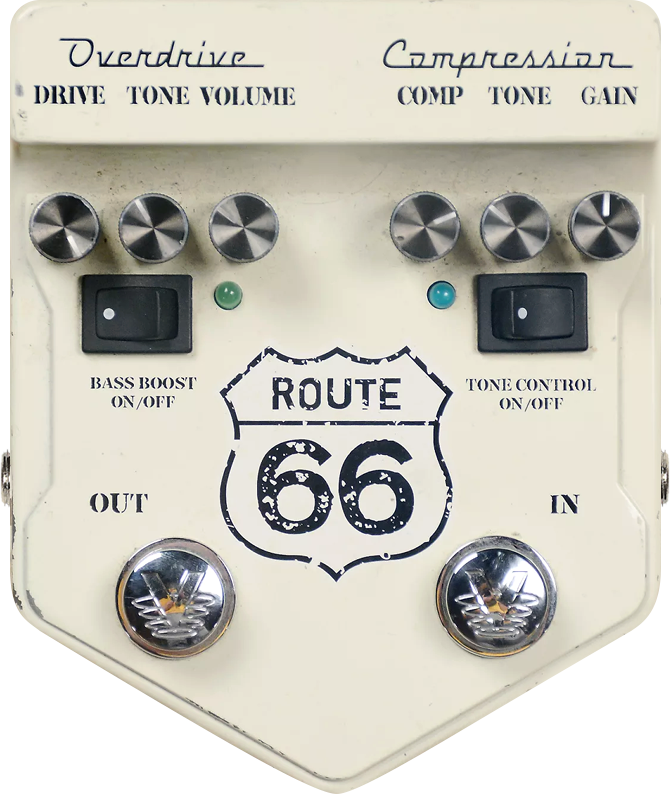 Overdrive
DRIVE TONE VOLUME
Compression
COMP TONE GAIN
BASS BOOST
ON/OFF
TONE CONTROL
ON/OFF
ROUTE
66
OUT
IN
V
V